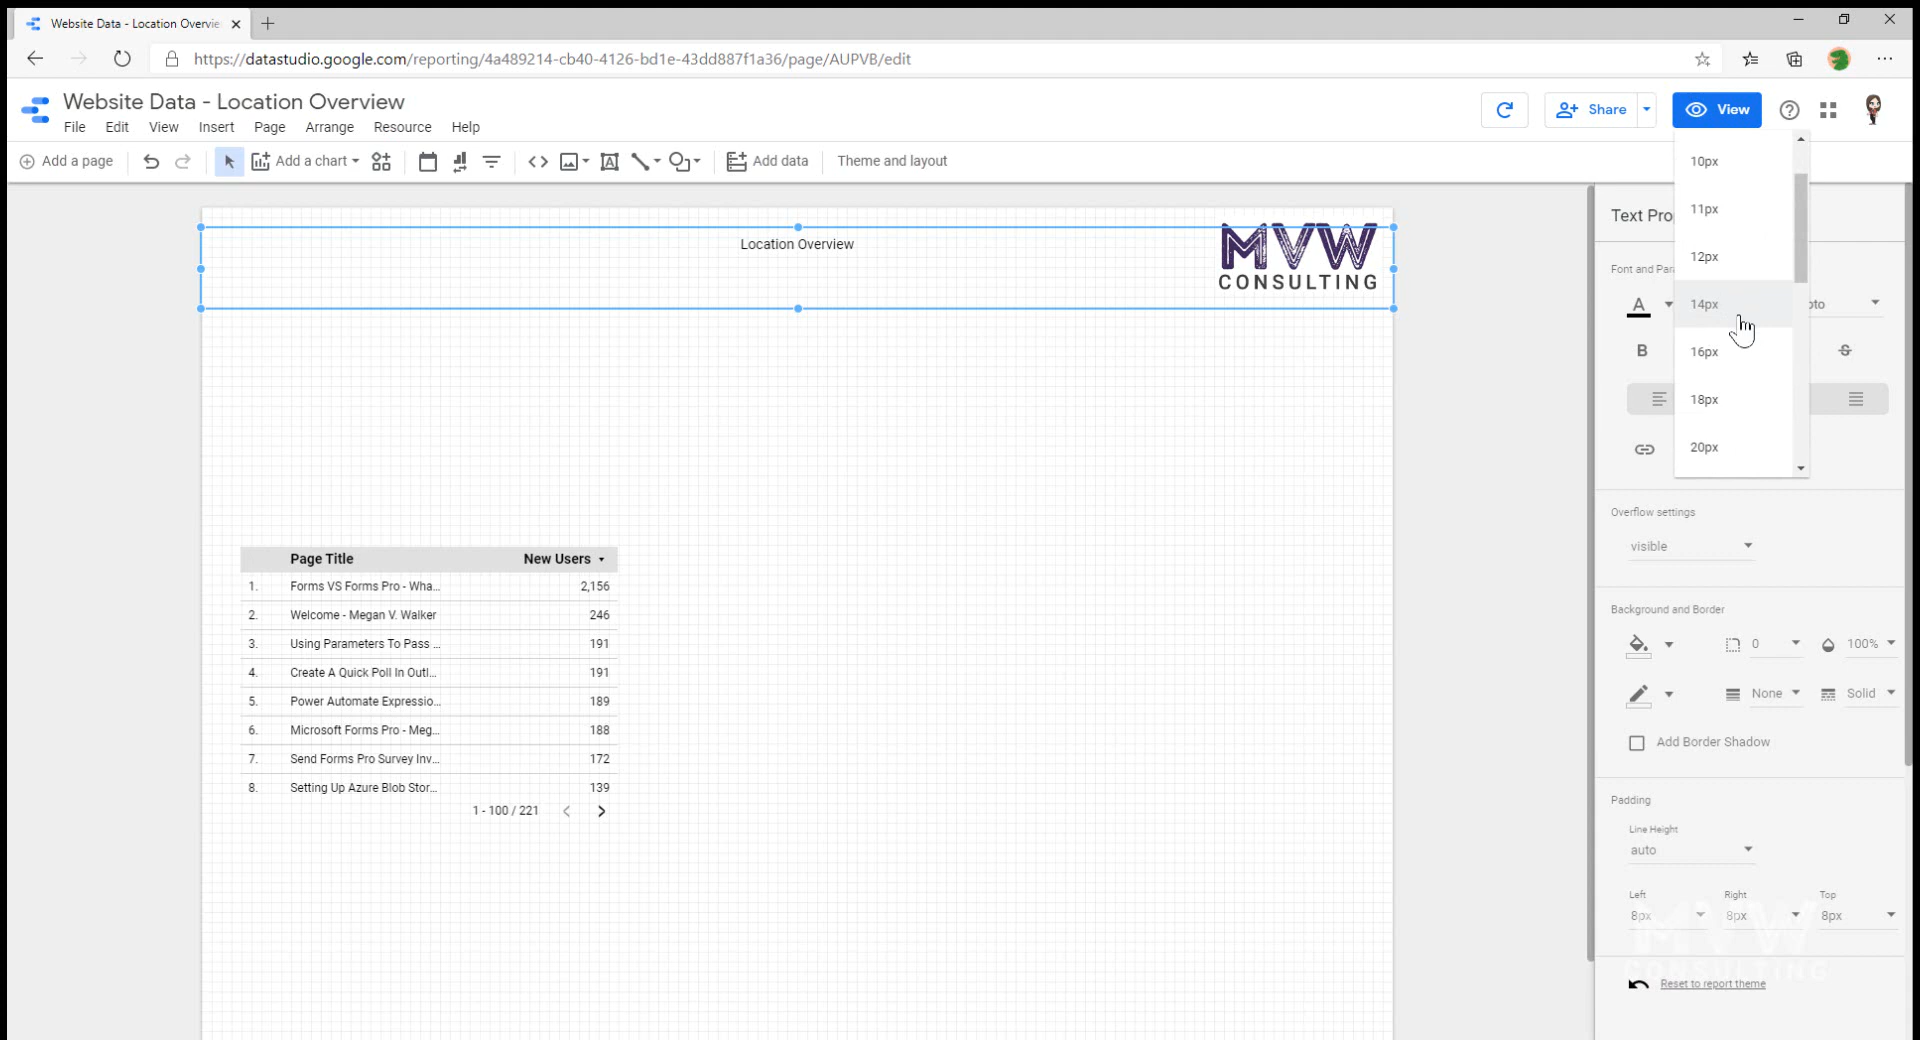 Website Data - Location Overvie
https://datastudio.google.com/reporting/4a489214-cb40-4126-bd1e-43dd887f1a36/page/AUPVB/edit
Website Data - Location Overview
Share
View
File Edit View Insert Page Arrange Resource Help
Add a page
Add a chart
Add data
Theme and layout
Location Overview
MVW
CONSULTING
Page Title New Users
1. Forms VS Forms Pro - Wha... 2,156
2. Welcome - Megan V. Walker 246
3. Using Parameters To Pass ... 191
4. Create A Quick Poll In Outl... 191
5. Power Automate Expressio... 189
6. Microsoft Forms Pro - Meg... 188
7. Send Forms Pro Survey Inv... 172
8. Setting Up Azure Blob Stor... 139
1 - 100 / 221
10px
11px
12px
14px
16px
18px
20px
Text Pro
Font and Para
A
oto
B
S
Overflow settings
visible
Background and Border
0 100%
None Solid
Add Border Shadow
Padding
Line Height
auto
Left Right Top
8px 8px 8px
MVW
CONSULTING
Reset to report theme